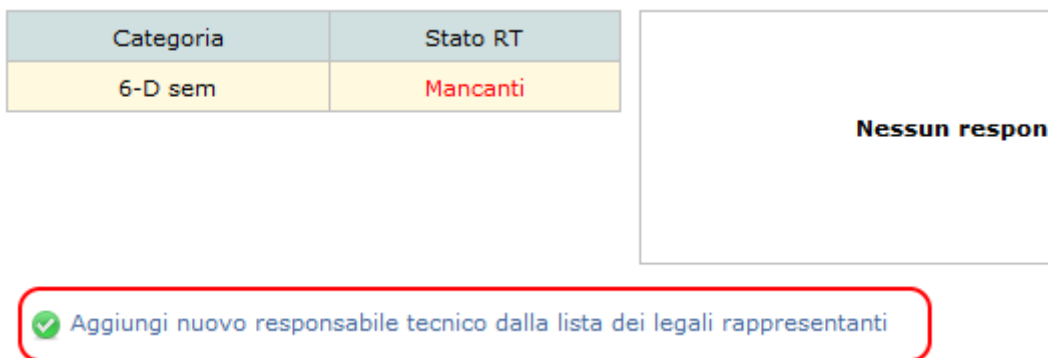 Categoria Stato RT
6-D sem Mancanti
Nessun respon
Aggiungi nuovo responsabile tecnico dalla lista dei legali rappresentanti